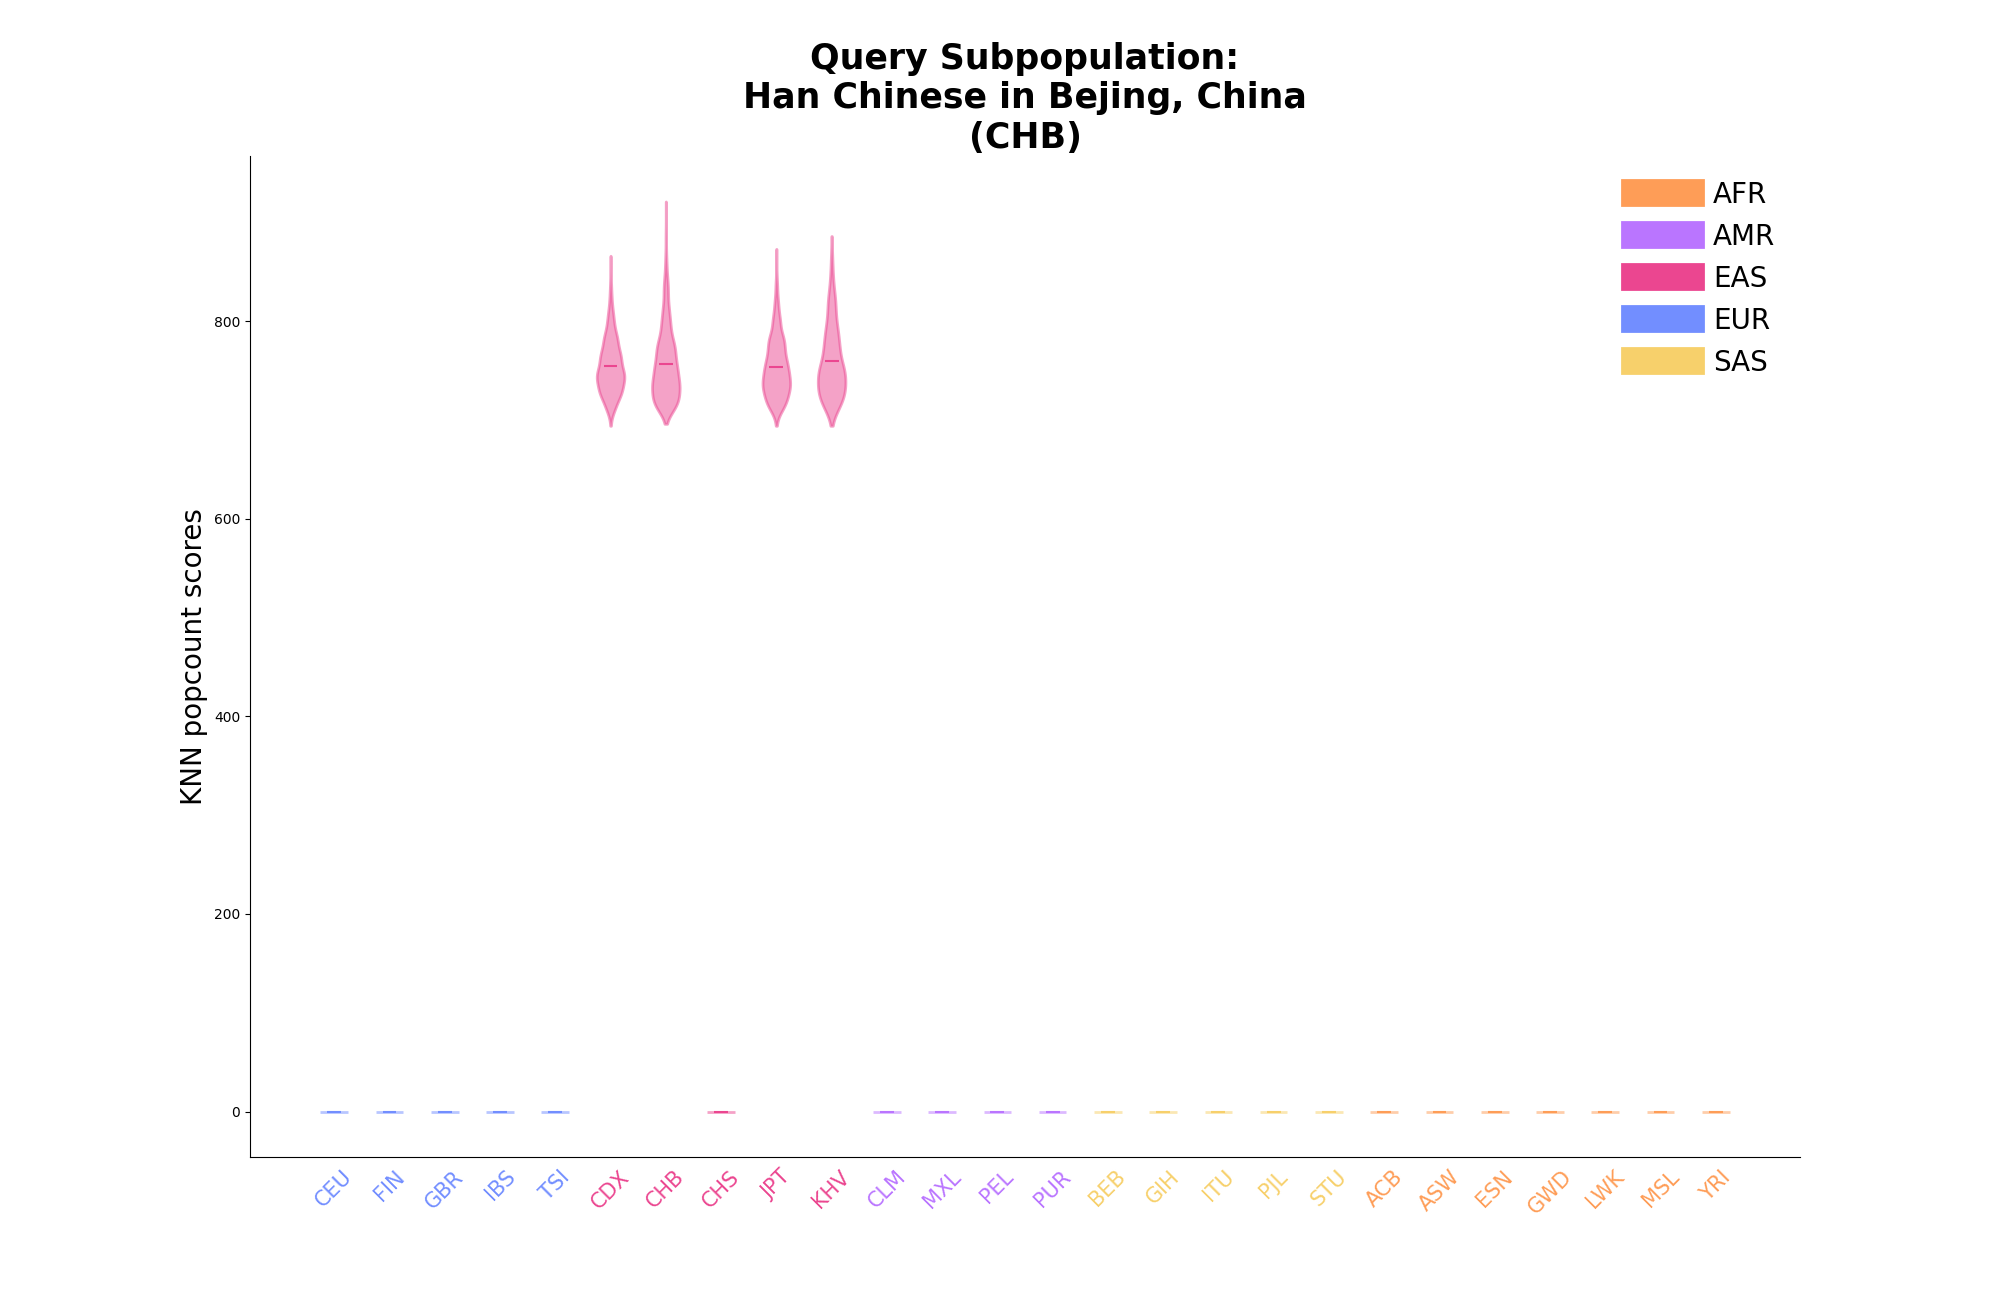 Query Subpopulation:
Han Chinese in Bejing, China
(CHB)
AFR
AMR
EAS
EUR
SAS
KNN popcount scores
800
600
400
200
0
CEU FIN GBR IBS TSI CDX CHB CHS JPT KHV CLM MXL PEL PUR BEB GIH ITU PJL STU ACB ASW ESN GWD LWK MSL YRI